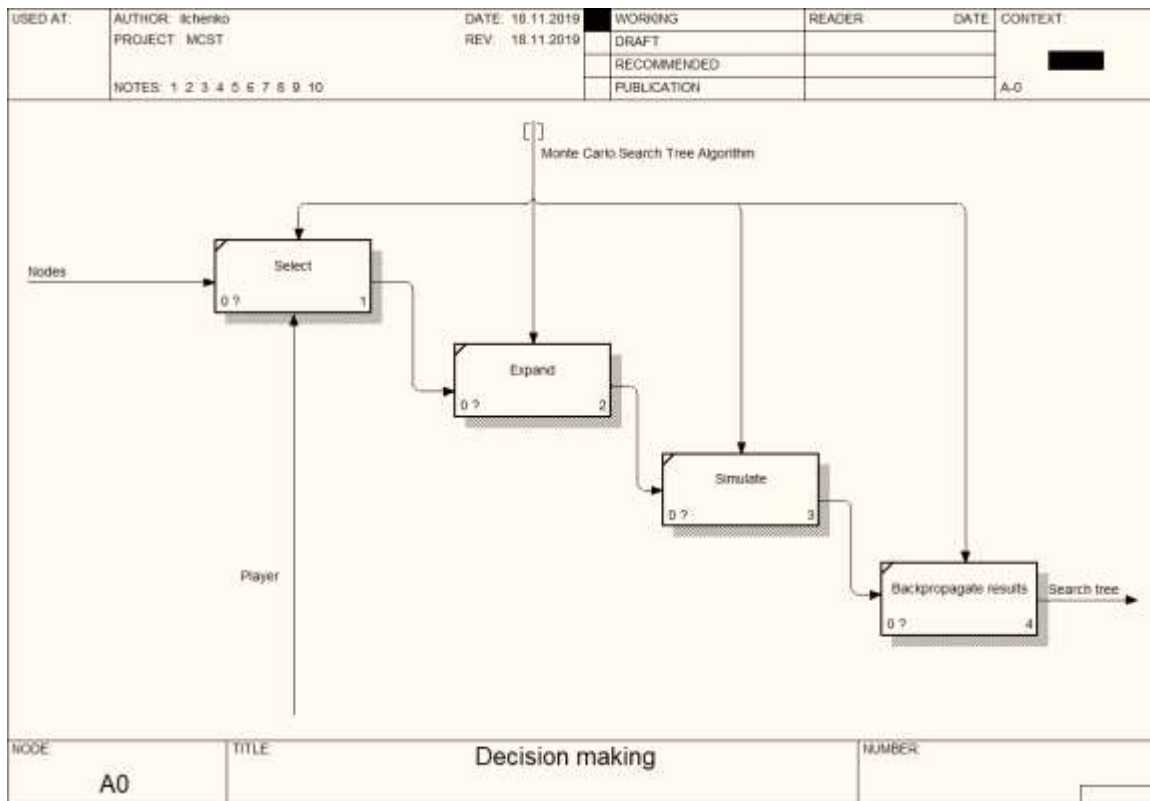 USED AT:
AUTHOR: Ilchenko
DATE: 10.11.2019
WORKING
READER
DATE
CONTEXT:
PROJECT: MCST
REV: 18.11.2019
DRAFT
RECOMMENDED
NOTES: 1 2 3 4 5 6 7 8 9 10
PUBLICATION
A-0
Monte Carlo Search Tree Algorithm
Nodes
Select
0 ?
1
Expand
0 ?
2
Simulate
0 ?
3
Player
Backpropagate results
Search tree
0 ?
4
NODE:
TITLE:
Decision making
NUMBER:
A0